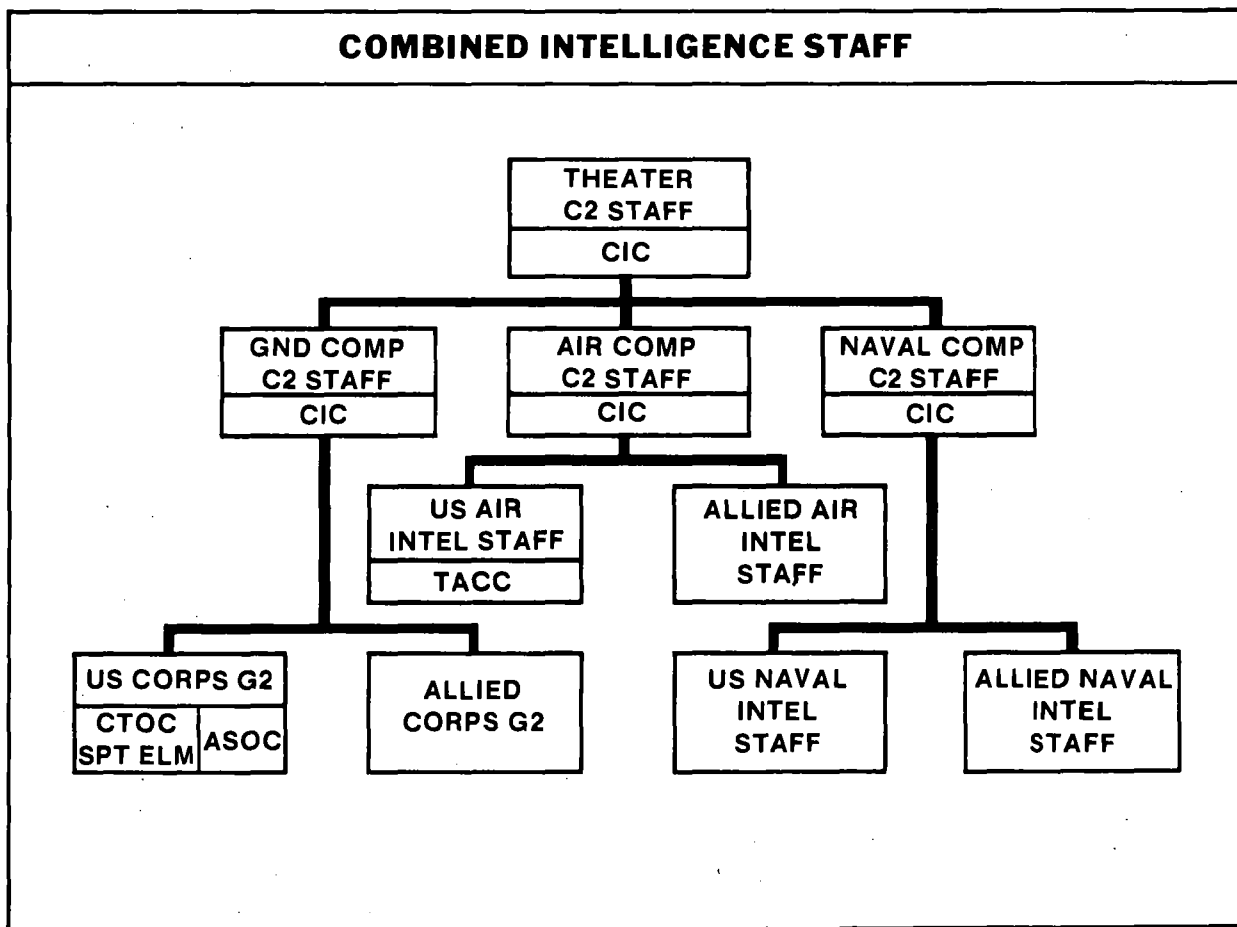 COMBINED INTELLIGENCE STAFF
THEATER
C2 STAFF
CIC
GND COMP
C2 STAFF
CIC
AIR COMP
C2 STAFF
CIC
NAVAL COMP
C2 STAFF
CIC
US AIR
INTEL STAFF
TACC
ALLIED AIR
INTEL
STAFF
US CORPS G2
CTOC
SPT ELM
ASOC
ALLIED
CORPS G2
US NAVAL
INTEL
STAFF
ALLIED NAVAL
INTEL
STAFF